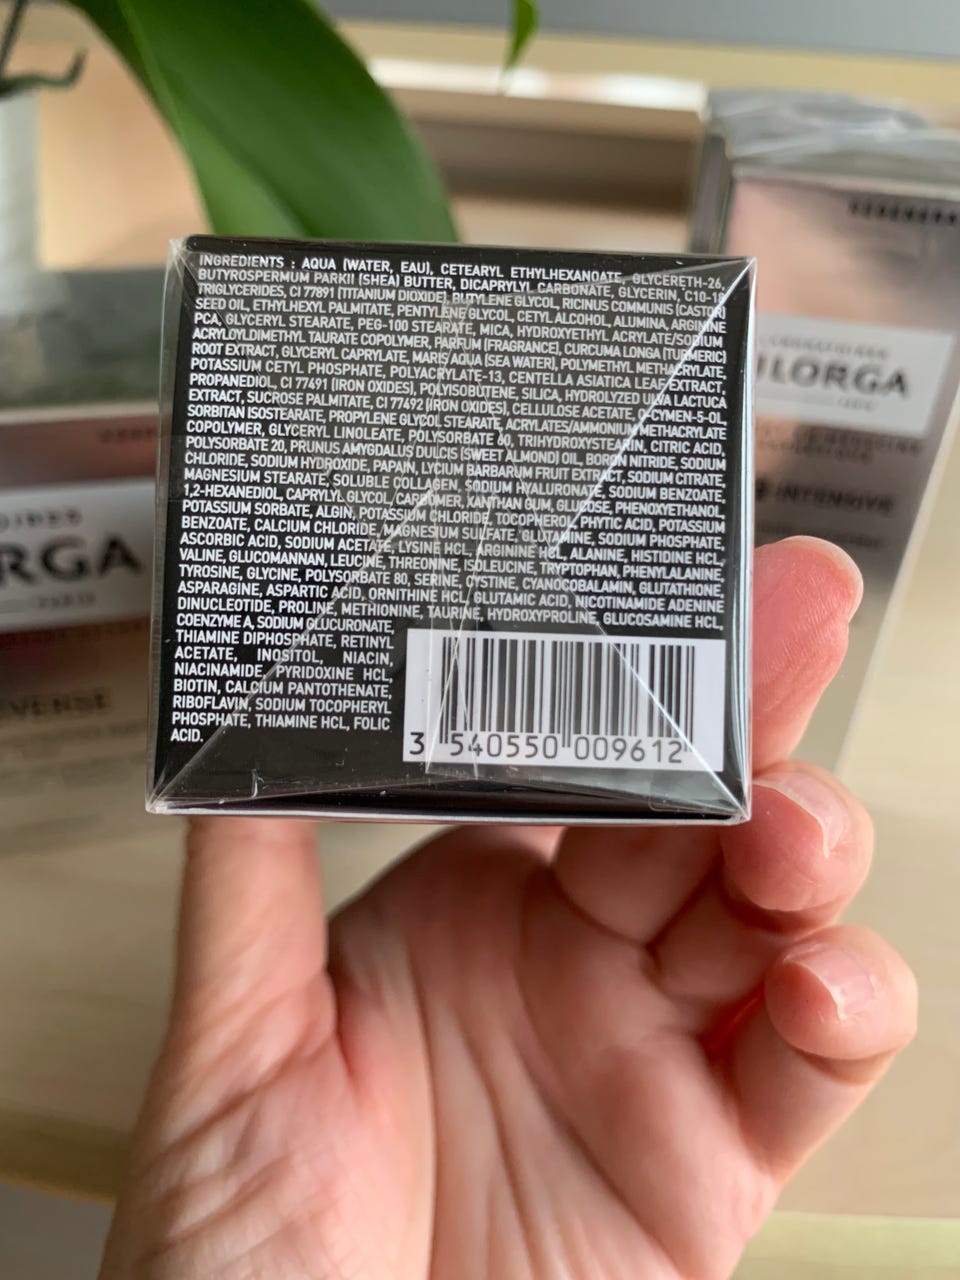 INGREDIENTS : AQUA (WATER, EAU), CETEARYL ETHYLHEXANOATE, GLYCERETH-26,
BUTYROSPERMUM PARKII (SHEA) BUTTER, DICAPRYLYL CARBONATE, GLYCERIN, C10-18
TRIGLYCERIDES, CI 77891 (TITANIUM DIOXIDE), BUTYLENE GLYCOL, RICINUS COMMUNIS (CASTOR)
SEED OIL, ETHYLHEXYL PALMITATE, PENTYLENE GLYCOL, CETYL ALCOHOL, ALUMINA, ARGININE
PCA, GLYCERYL STEARATE, PEG-100 STEARATE, MICA, HYDROXYETHYL ACRYLATE/SODIUM
ACRYLOYLDIMETHYL TAURATE COPOLYMER, PARFUM (FRAGRANCE), CURCUMA LONGA (TURMERIC)
ROOT EXTRACT, GLYCERYL CAPRYLATE, MARIS AQUA (SEA WATER), POLYMETHYL METHACRYLATE,
POTASSIUM CETYL PHOSPHATE, POLYACRYLATE-13, CENTELLA ASIATICA LEAF EXTRACT,
PROPANEDIOL, CI 77491 (IRON OXIDES), POLYISOBUTENE, SILICA, HYDROLYZED ULVA LACTUCA
EXTRACT, SUCROSE PALMITATE, CI 77492 (IRON OXIDES), CELLULOSE ACETATE, O-CYMEN-5-OL,
SORBITAN ISOSTEARATE, PROPYLENE GLYCOL STEARATE, ACRYLATES/AMMONIUM METHACRYLATE
COPOLYMER, GLYCERYL LINOLEATE, POLYSORBATE 60, TRIHYDROXYSTEARIN, CITRIC ACID,
POLYSORBATE 20, PRUNUS AMYGDALUS DULCIS (SWEET ALMOND) OIL, BORON NITRIDE, SODIUM
CHLORIDE, SODIUM HYDROXIDE, PAPAIN, LYCIUM BARBARUM FRUIT EXTRACT, SODIUM CITRATE,
MAGNESIUM STEARATE, SOLUBLE COLLAGEN, SODIUM HYALURONATE, SODIUM BENZOATE,
1,2-HEXANEDIOL, CAPRYLYL GLYCOL, CARBOMER, XANTHAN GUM, GLUCOSE, PHENOXYETHANOL,
POTASSIUM SORBATE, ALGIN, POTASSIUM CHLORIDE, TOCOPHEROL, PHYTIC ACID, POTASSIUM
BENZOATE, CALCIUM CHLORIDE, MAGNESIUM SULFATE, GLUTAMINE, SODIUM PHOSPHATE,
ASCORBIC ACID, SODIUM ACETATE, LYSINE HCL, ARGININE HCL, ALANINE, HISTIDINE HCL,
VALINE, GLUCOMANNAN, LEUCINE, THREONINE, ISOLEUCINE, TRYPTOPHAN, PHENYLALANINE,
TYROSINE, GLYCINE, POLYSORBATE 80, SERINE, CYSTINE, CYANOCOBALAMIN, GLUTATHIONE,
ASPARAGINE, ASPARTIC ACID, ORNITHINE HCL, GLUTAMIC ACID, NICOTINAMIDE ADENINE
DINUCLEOTIDE, PROLINE, METHIONINE, TAURINE, HYDROXYPROLINE, GLUCOSAMINE HCL,
COENZYME A, SODIUM GLUCURONATE,
THIAMINE DIPHOSPHATE, RETINYL
ACETATE, INOSITOL, NIACIN,
NIACINAMIDE, PYRIDOXINE HCL,
BIOTIN, CALCIUM PANTOTHENATE,
RIBOFLAVIN, SODIUM TOCOPHERYL
PHOSPHATE, THIAMINE HCL, FOLIC
ACID.
3 540550 009612
ILORGA
INTENSIVE
RGA